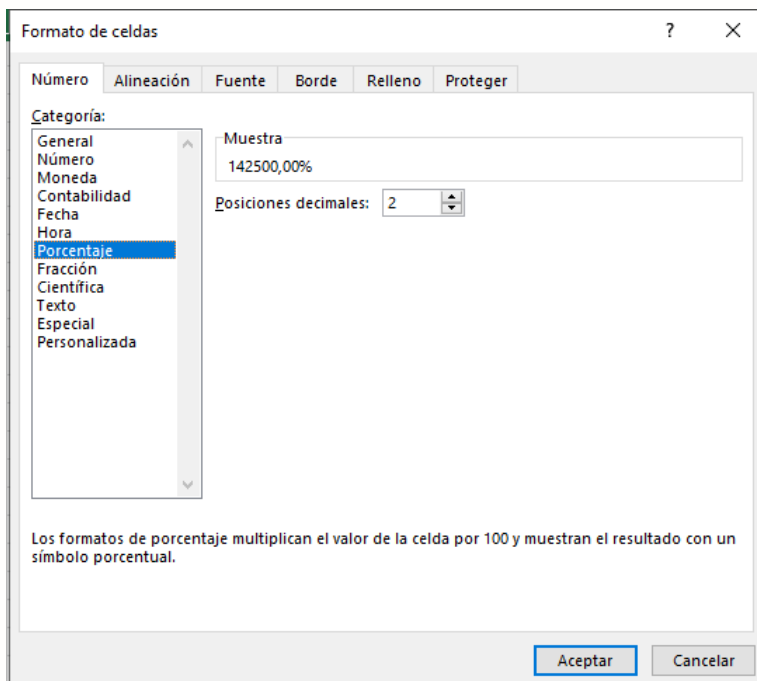 Formato de celdas
?
Número Alineación Fuente Borde Relleno Proteger
Categoría:
General
Número
Moneda
Contabilidad
Fecha
Hora
Porcentaje
Fracción
Científica
Texto
Especial
Personalizada
Muestra
142500,00%
Posiciones decimales: 2
Los formatos de porcentaje multiplican el valor de la celda por 100 y muestran el resultado con un
símbolo porcentual.
Aceptar Cancelar